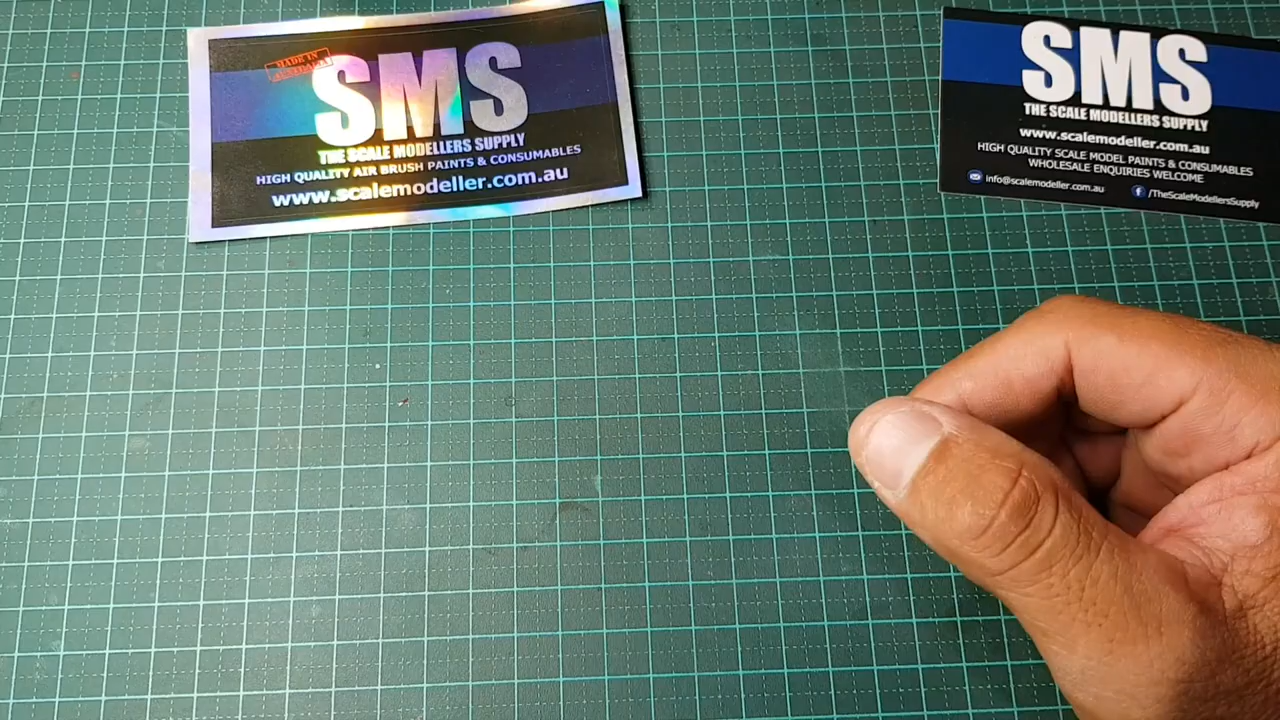 MADE IN
AUSTRALIA
SMS
THE SCALE MODELLERS SUPPLY
HIGH QUALITY AIR BRUSH PAINTS & CONSUMABLES
www.scalemodeller.com.au
SMS
THE SCALE MODELLERS SUPPLY
www.scalemodeller.com.au
HIGH QUALITY SCALE MODEL PAINTS & CONSUMABLES
WHOLESALE ENQUIRIES WELCOME
info@scalemodeller.com.au f /TheScaleModellersSupply